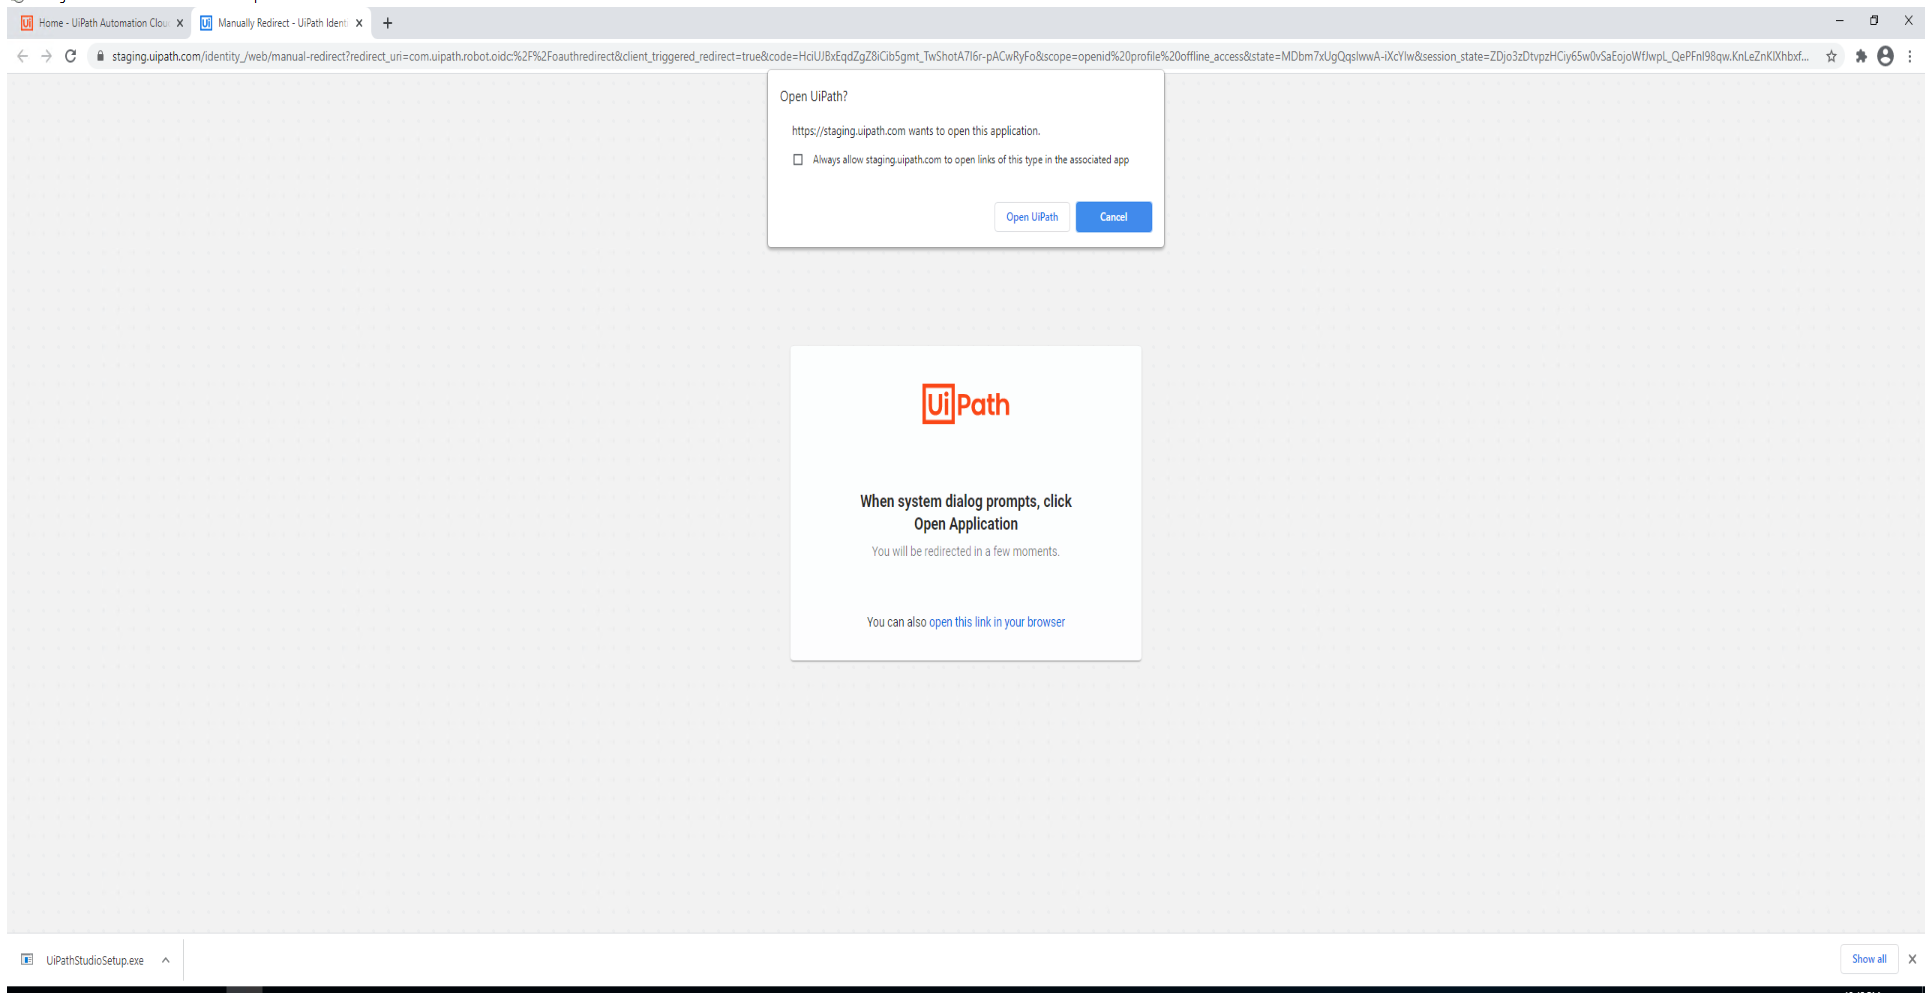 Home - UiPath Automation Clou
Manually Redirect - UiPath Identi
staging.uipath.com/identity_/web/manual-redirect?redirect_uri=com.uipath.robot.oidc:%2F%2Foauthredirect&client_triggered_redirect=true&code=HciUJBxEqdZgZ8iCib5gmt_TwShotA7I6r-pACwRyFo&scope=openid%20profile%20offline_access&state=MDbm7xUgQqslwwA-iXcYlw&session_state=ZDjo3zDtvpzHCiy65w0vSaEojoWfJwpL_QePFnI98qw.KnLeZnKlXhbxf...
Open UiPath?
https://staging.uipath.com wants to open this application.
Always allow staging.uipath.com to open links of this type in the associated app
Open UiPath Cancel
UiPath
When system dialog prompts, click
Open Application
You will be redirected in a few moments.
You can also open this link in your browser
UiPathStudioSetup.exe
Show all